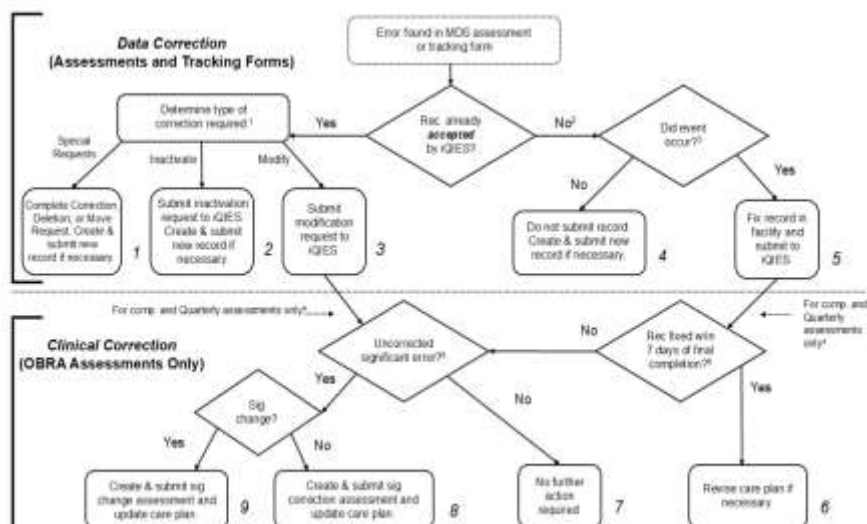 Data Correction
(Assessments and Tracking Forms)
Error found in MDS assessment
or tracking form
Determine type of
correction required.¹
Yes
Rec. already
accepted
by iQIES?
No²
Did event
occur?³
Special
Requests
Inactivate
Modify
No
Yes
Complete Correction,
Deletion, or Move
Request. Create &
submit new
record if necessary.
1
Submit inactivation
request to iQIES.
Create & submit
new record if
necessary
2
Submit
modification
request to
iQIES
3
Do not submit record.
Create & submit new
record if necessary.
4
Fix record in
facility and
submit to
iQIES
5
For comp. and Quarterly assessments only⁴
For comp.
and
Quarterly
assessments
only⁴
Clinical Correction
(OBRA Assessments Only)
Uncorrected
significant error?⁵
No
Rec fixed w/in
7 days of final
completion?⁶
Yes
Sig
change?
No
Yes
Yes
No
Create & submit sig
change assessment and
update care plan
9
Create & submit sig
correction assessment and
update care plan
8
No further
action
required
7
Revise care plan if
necessary
6